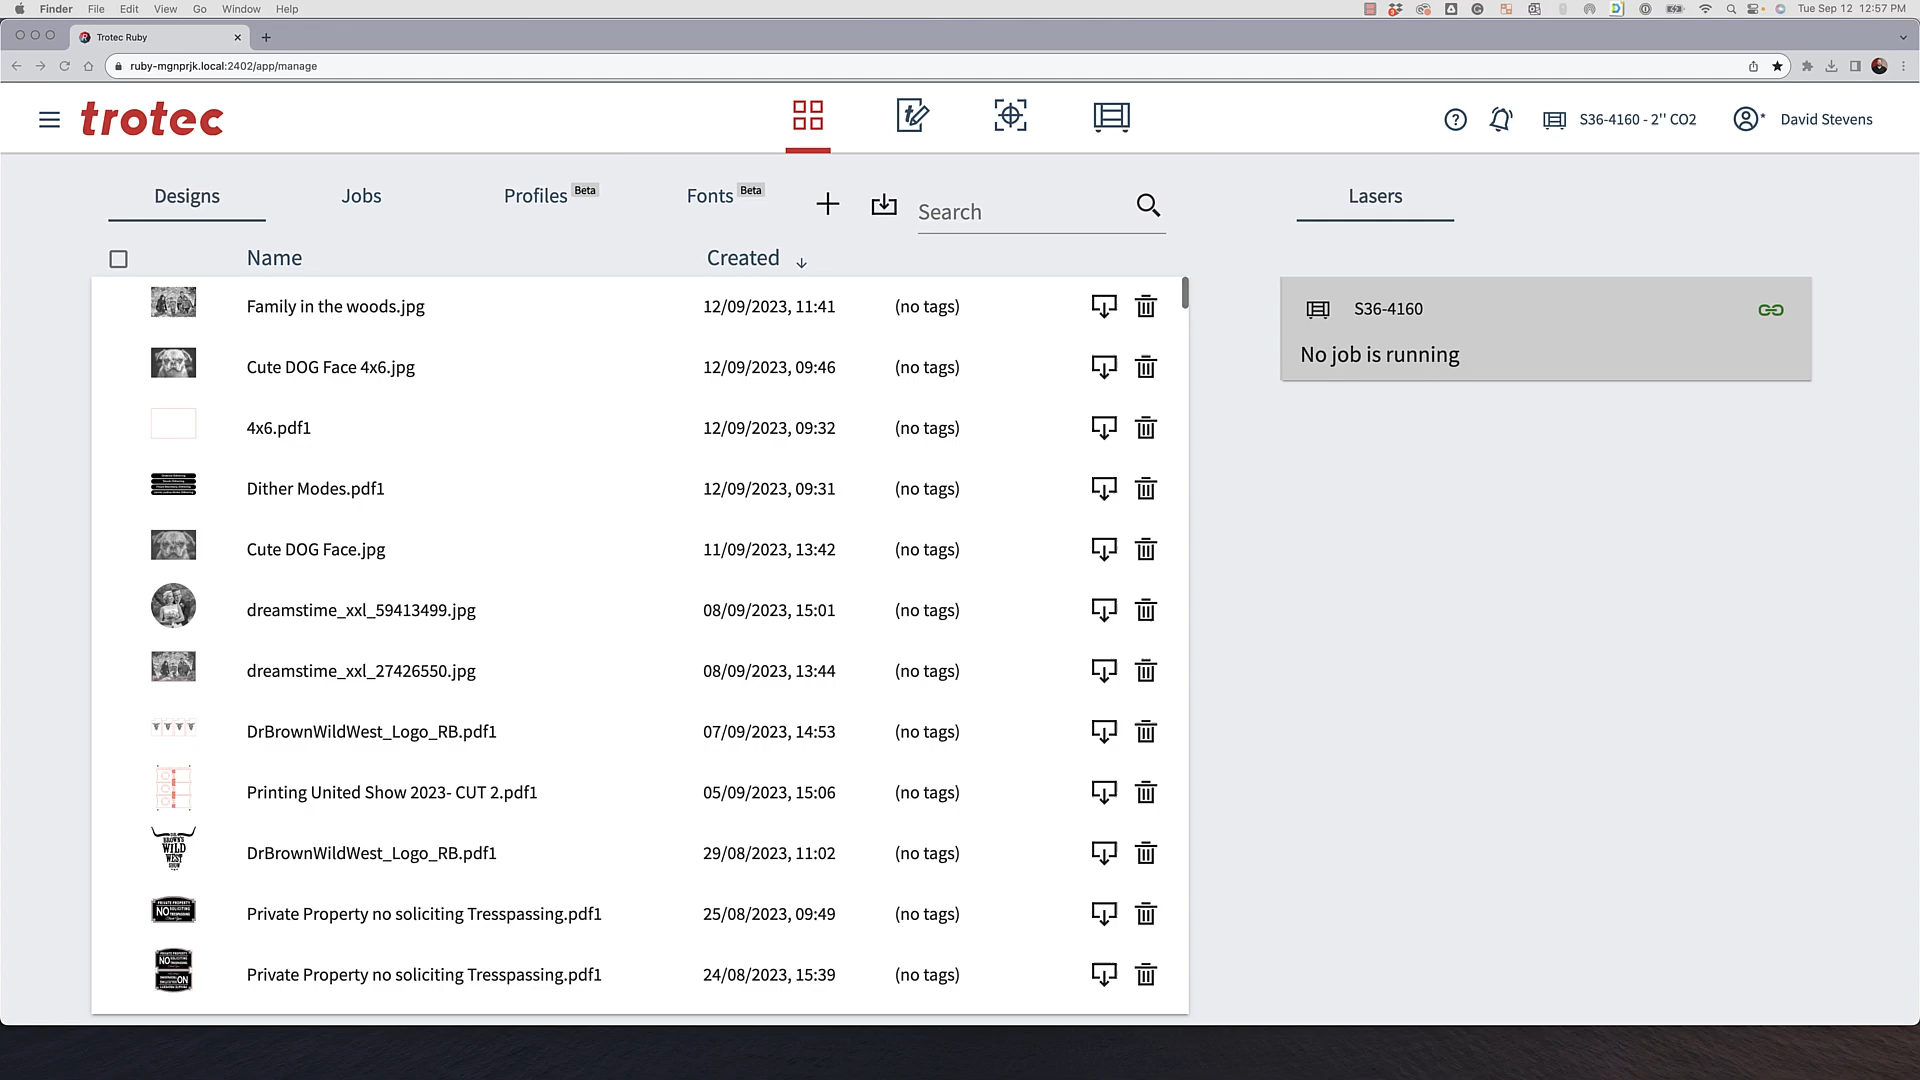 Finder File Edit View Go Window Help Tue Sep 12 12:57 PM
Trotec Ruby
ruby-mgnprjk.local:2402/app/manage
trotec S36-4160 - 2'' CO2 David Stevens
Designs Jobs Profiles Beta Fonts Beta Search Lasers
Name Created
Family in the woods.jpg 12/09/2023, 11:41 (no tags)
S36-4160
No job is running
Cute DOG Face 4x6.jpg 12/09/2023, 09:46 (no tags)
4x6.pdf1 12/09/2023, 09:32 (no tags)
Dither Modes.pdf1 12/09/2023, 09:31 (no tags)
Cute DOG Face.jpg 11/09/2023, 13:42 (no tags)
dreamstime_xxl_59413499.jpg 08/09/2023, 15:01 (no tags)
dreamstime_xxl_27426550.jpg 08/09/2023, 13:44 (no tags)
DrBrownWildWest_Logo_RB.pdf1 07/09/2023, 14:53 (no tags)
Printing United Show 2023- CUT 2.pdf1 05/09/2023, 15:06 (no tags)
BROWN'S
WILD
WEST
SHOW
DrBrownWildWest_Logo_RB.pdf1 29/08/2023, 11:02 (no tags)
PRIVATE PROPERTY
NO SOLICITING
Private Property no soliciting Tresspassing.pdf1 25/08/2023, 09:49 (no tags)
PRIVATE PROPERTY
NO SOLICITING
Private Property no soliciting Tresspassing.pdf1 24/08/2023, 15:39 (no tags)